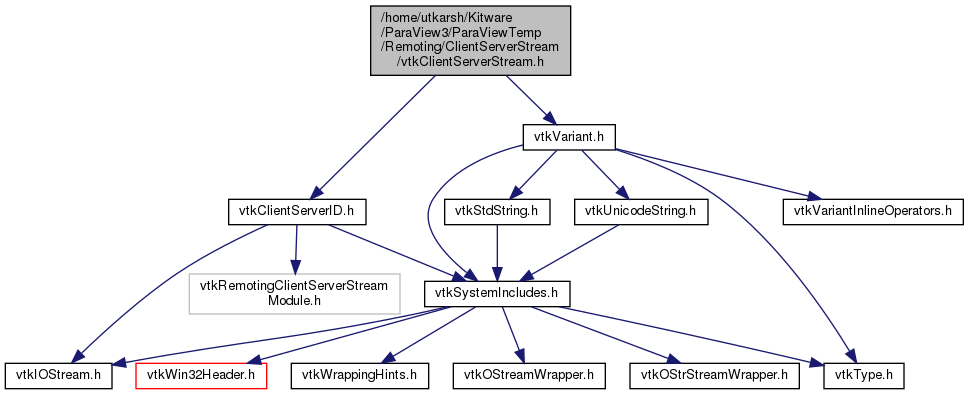 /home/utkarsh/Kitware
/ParaView3/ParaViewTemp
/Remoting/ClientServerStream
/vtkClientServerStream.h
vtkVariant.h
vtkClientServerID.h
vtkStdString.h
vtkUnicodeString.h
vtkVariantInlineOperators.h
vtkRemotingClientServerStream
Module.h
vtkSystemIncludes.h
vtkIOStream.h
vtkWin32Header.h
vtkWrappingHints.h
vtkOStreamWrapper.h
vtkOStrStreamWrapper.h
vtkType.h